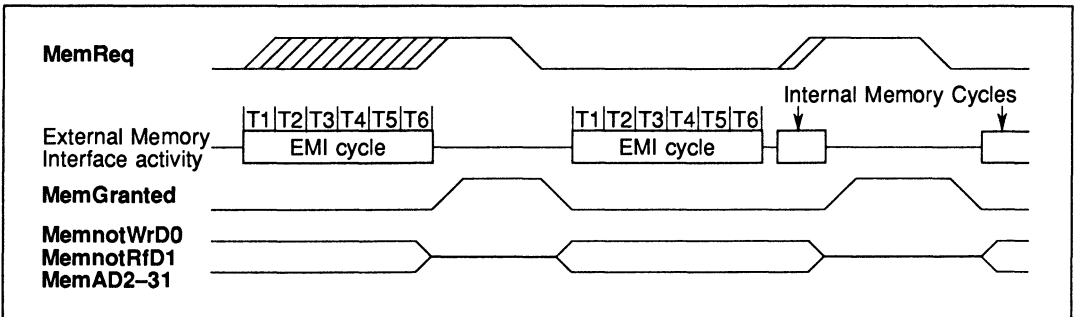 MemReq
Internal Memory Cycles
T1 T2 T3 T4 T5 T6
T1 T2 T3 T4 T5 T6
External Memory
Interface activity
EMI cycle
EMI cycle
MemGranted
MemnotWrD0
MemnotRfD1
MemAD2–31